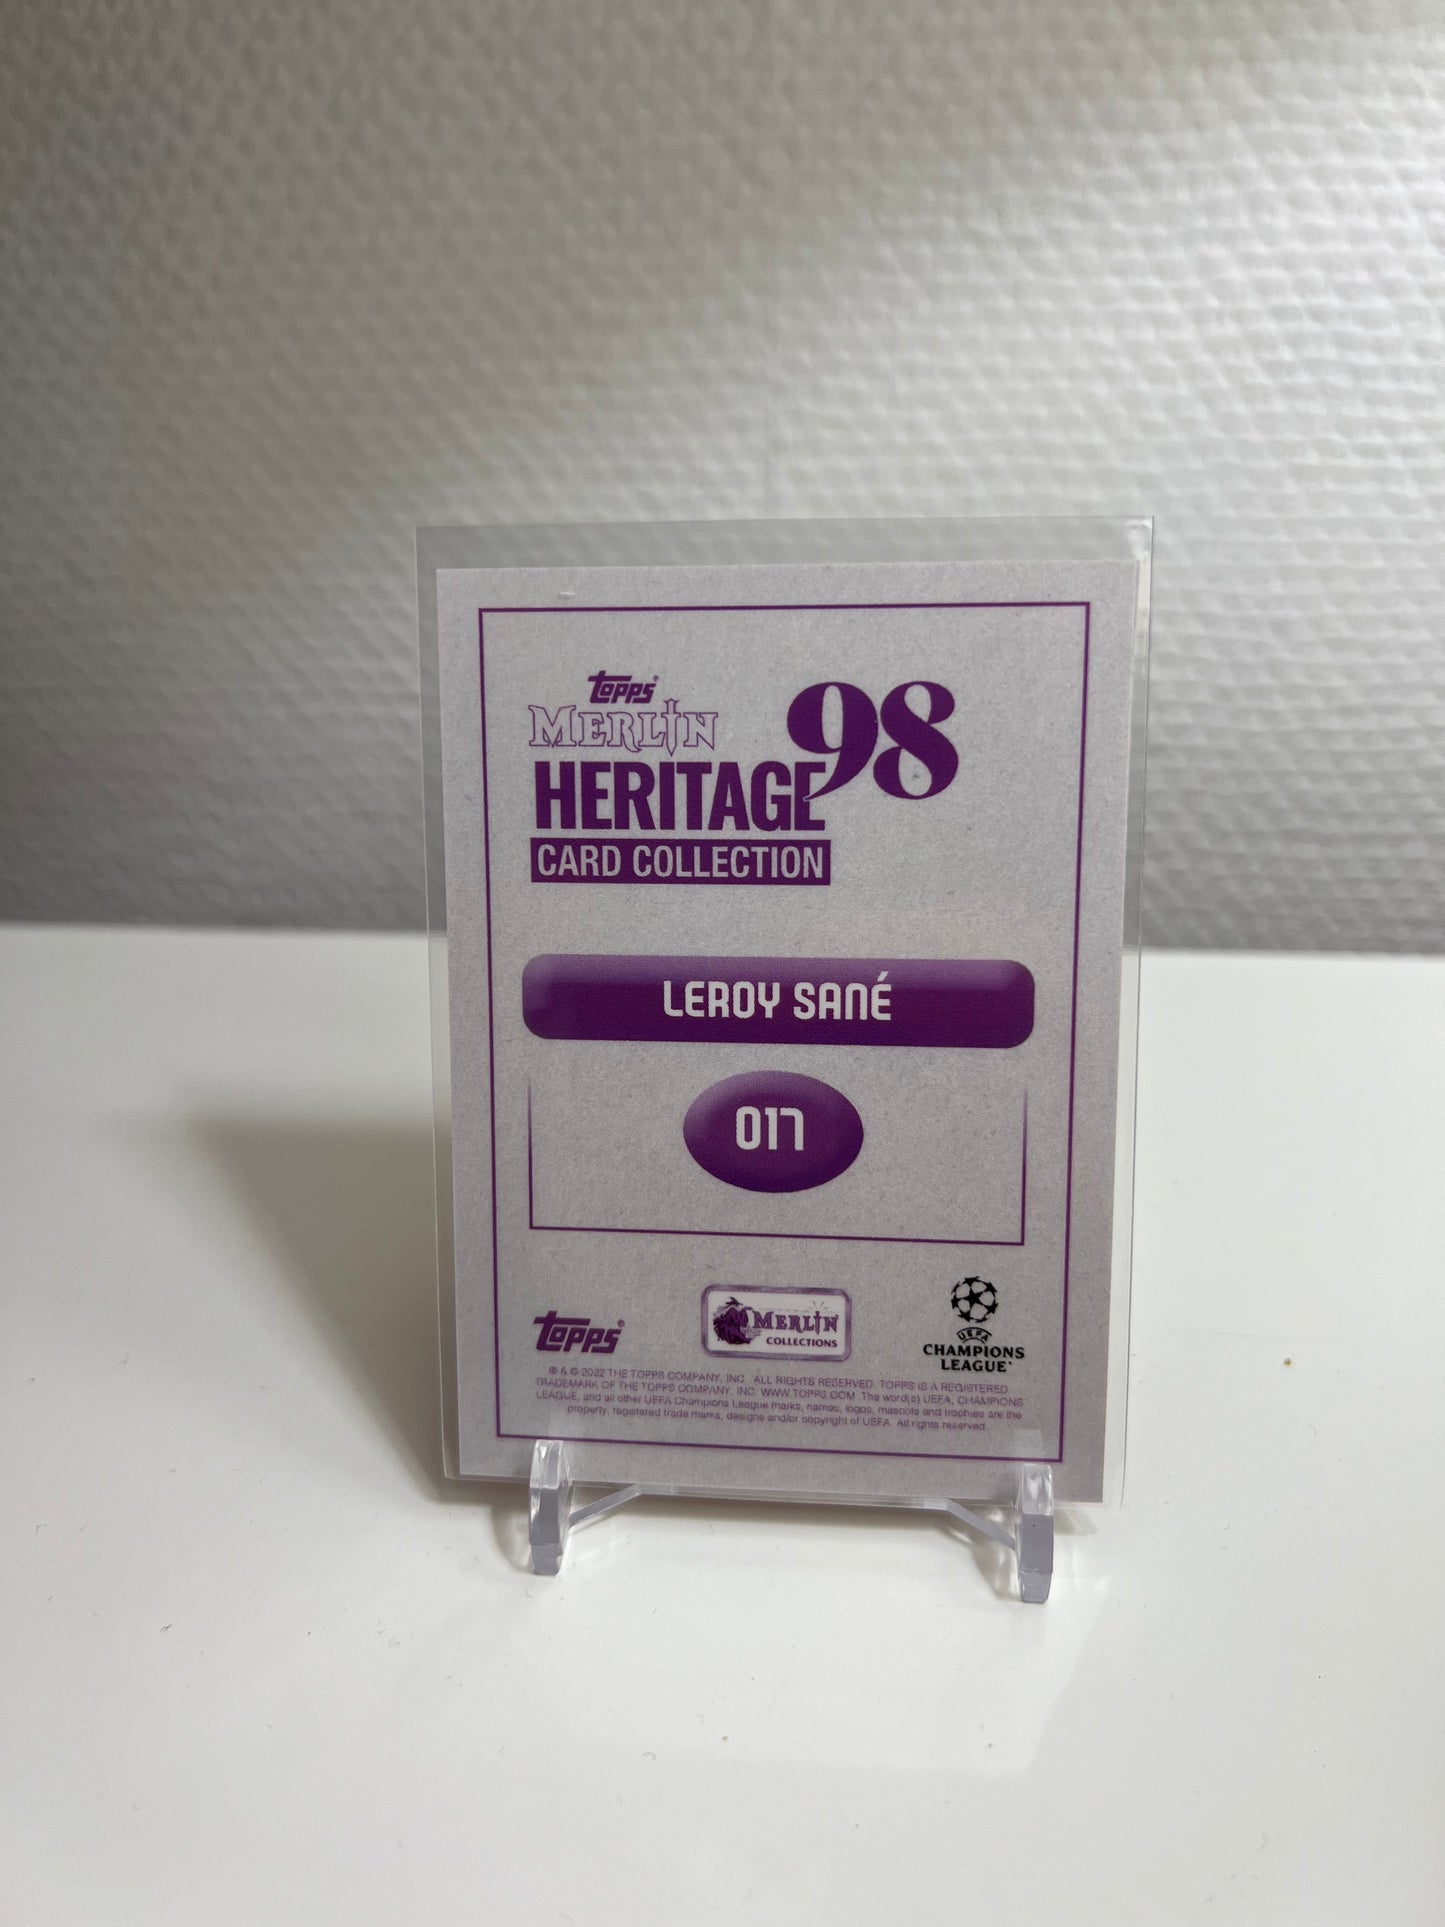 topps
MERLIN
HERITAGE 98
CARD COLLECTION
LEROY SANÉ
017
topps
MERLIN
COLLECTIONS
UEFA
CHAMPIONS
LEAGUE
® & © 2022 THE TOPPS COMPANY, INC. ALL RIGHTS RESERVED. TOPPS IS A REGISTERED
TRADEMARK OF THE TOPPS COMPANY, INC. WWW.TOPPS.COM The word(s) UEFA, CHAMPIONS
LEAGUE, and all other UEFA Champions League marks, names, logos, mascots and trophies are the
property, registered trade marks, designs and/or copyright of UEFA. All rights reserved.